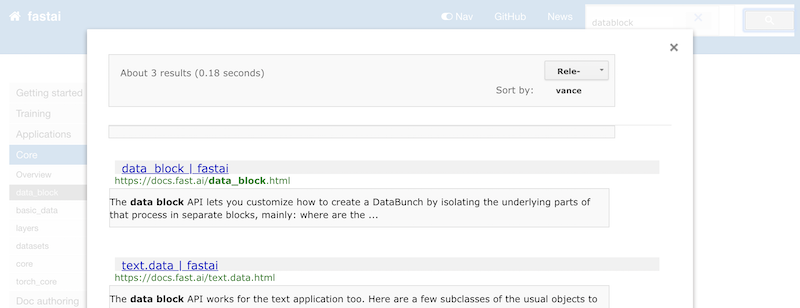 fastai
Nav GitHub News
datablock
About 3 results (0.18 seconds)
Sort by:
Rele-
vance
Getting started
Training
Applications
Core
Overview
data_block
basic_data
layers
datasets
core
torch_core
Doc authoring
data_block | fastai
https://docs.fast.ai/data_block.html
The data block API lets you customize how to create a DataBunch by isolating the underlying parts of
that process in separate blocks, mainly: where are the ...
text.data | fastai
https://docs.fast.ai/text.data.html
The data block API works for the text application too. Here are a few subclasses of the usual objects to